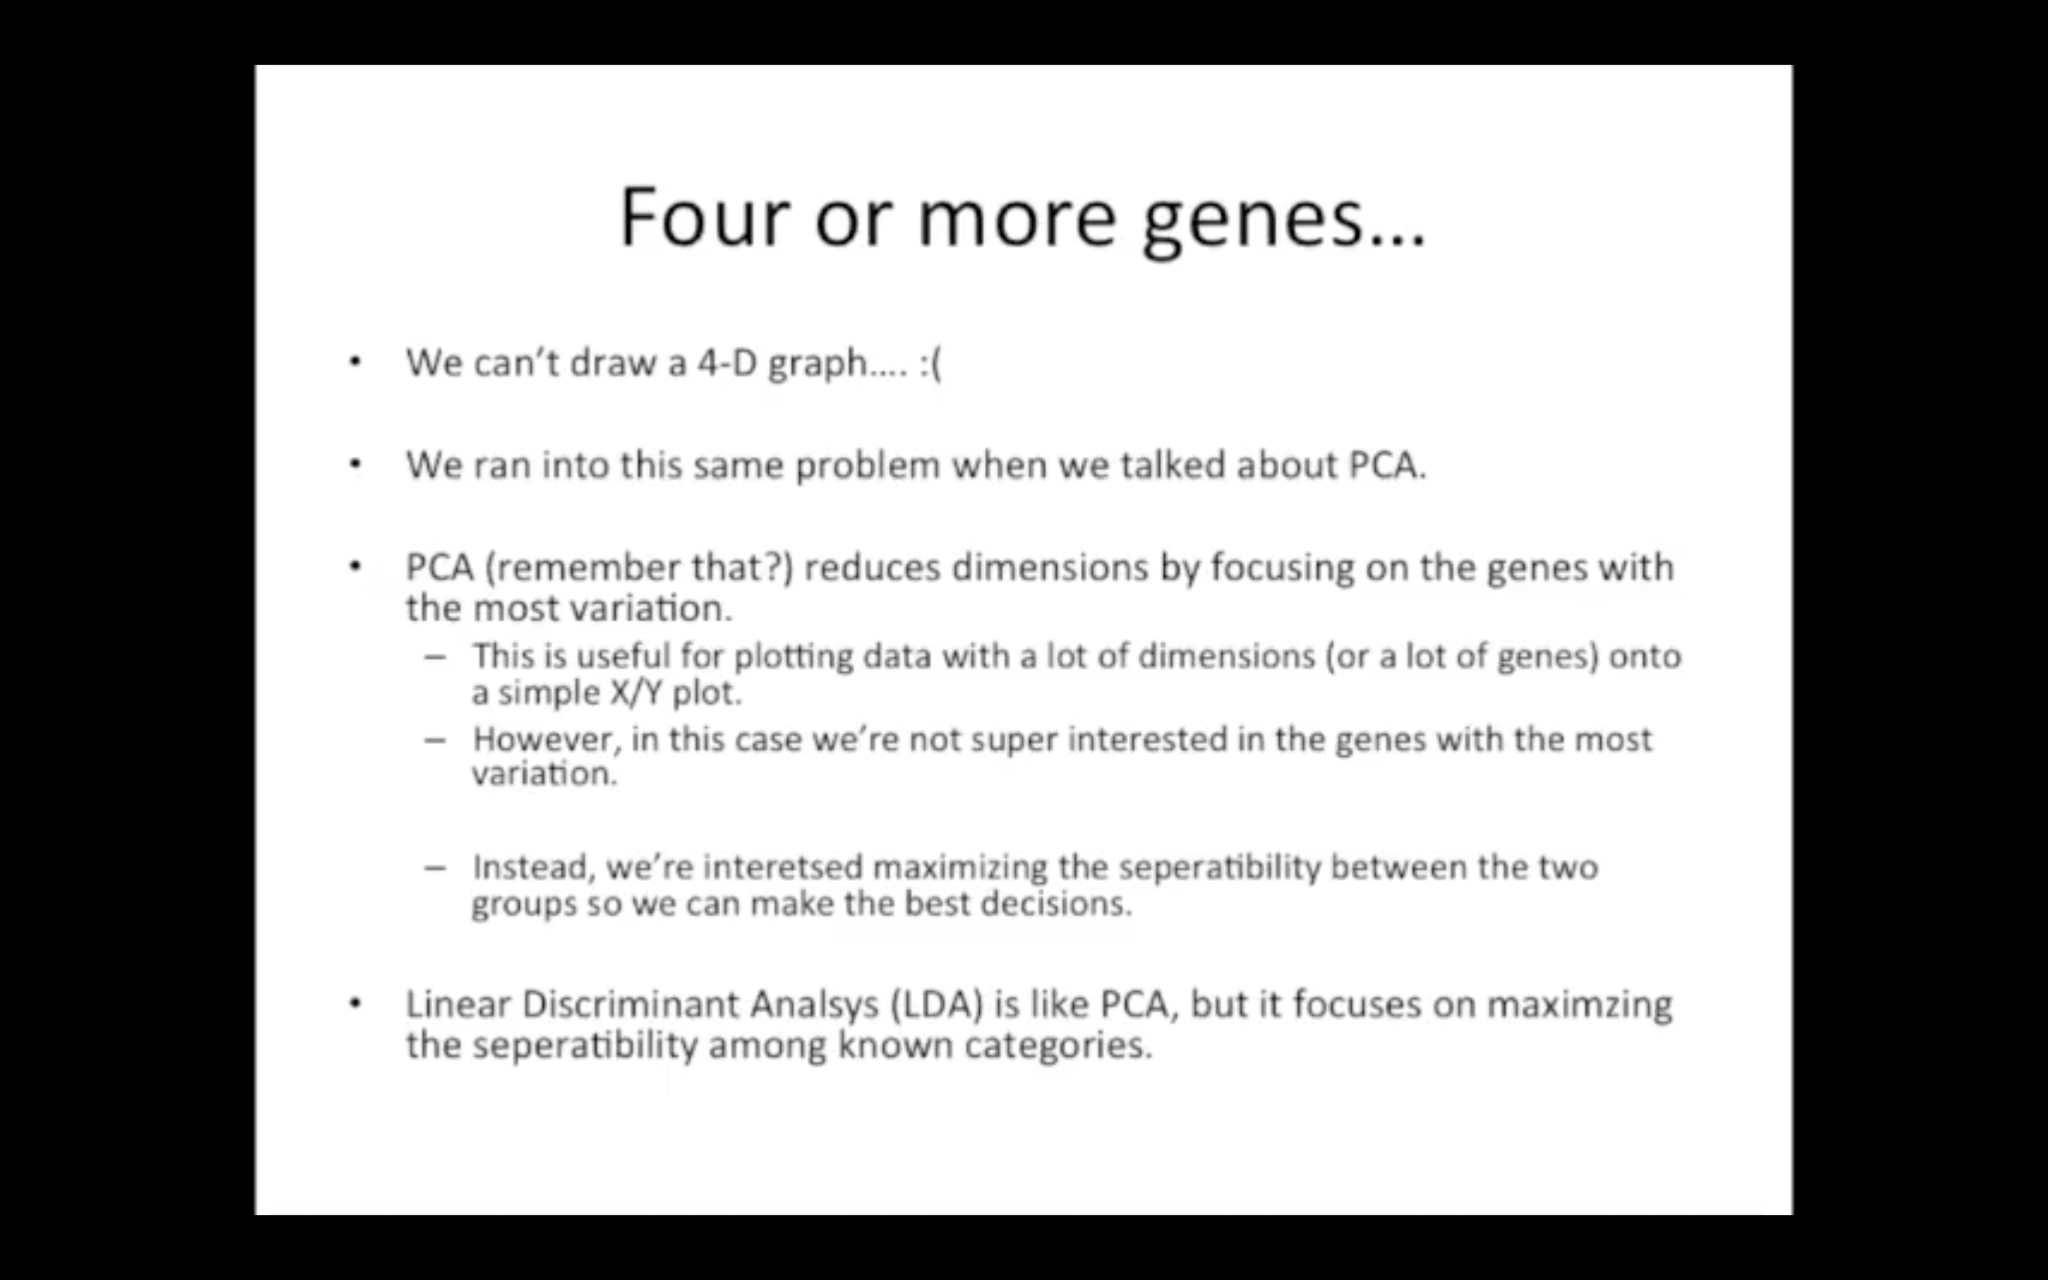 Four or more genes...
• We can’t draw a 4-D graph.... :(
• We ran into this same problem when we talked about PCA.
• PCA (remember that?) reduces dimensions by focusing on the genes with
the most variation.
– This is useful for plotting data with a lot of dimensions (or a lot of genes) onto
a simple X/Y plot.
– However, in this case we’re not super interested in the genes with the most
variation.
– Instead, we’re interetsed maximizing the seperatibility between the two
groups so we can make the best decisions.
• Linear Discriminant Analsys (LDA) is like PCA, but it focuses on maximzing
the seperatibility among known categories.